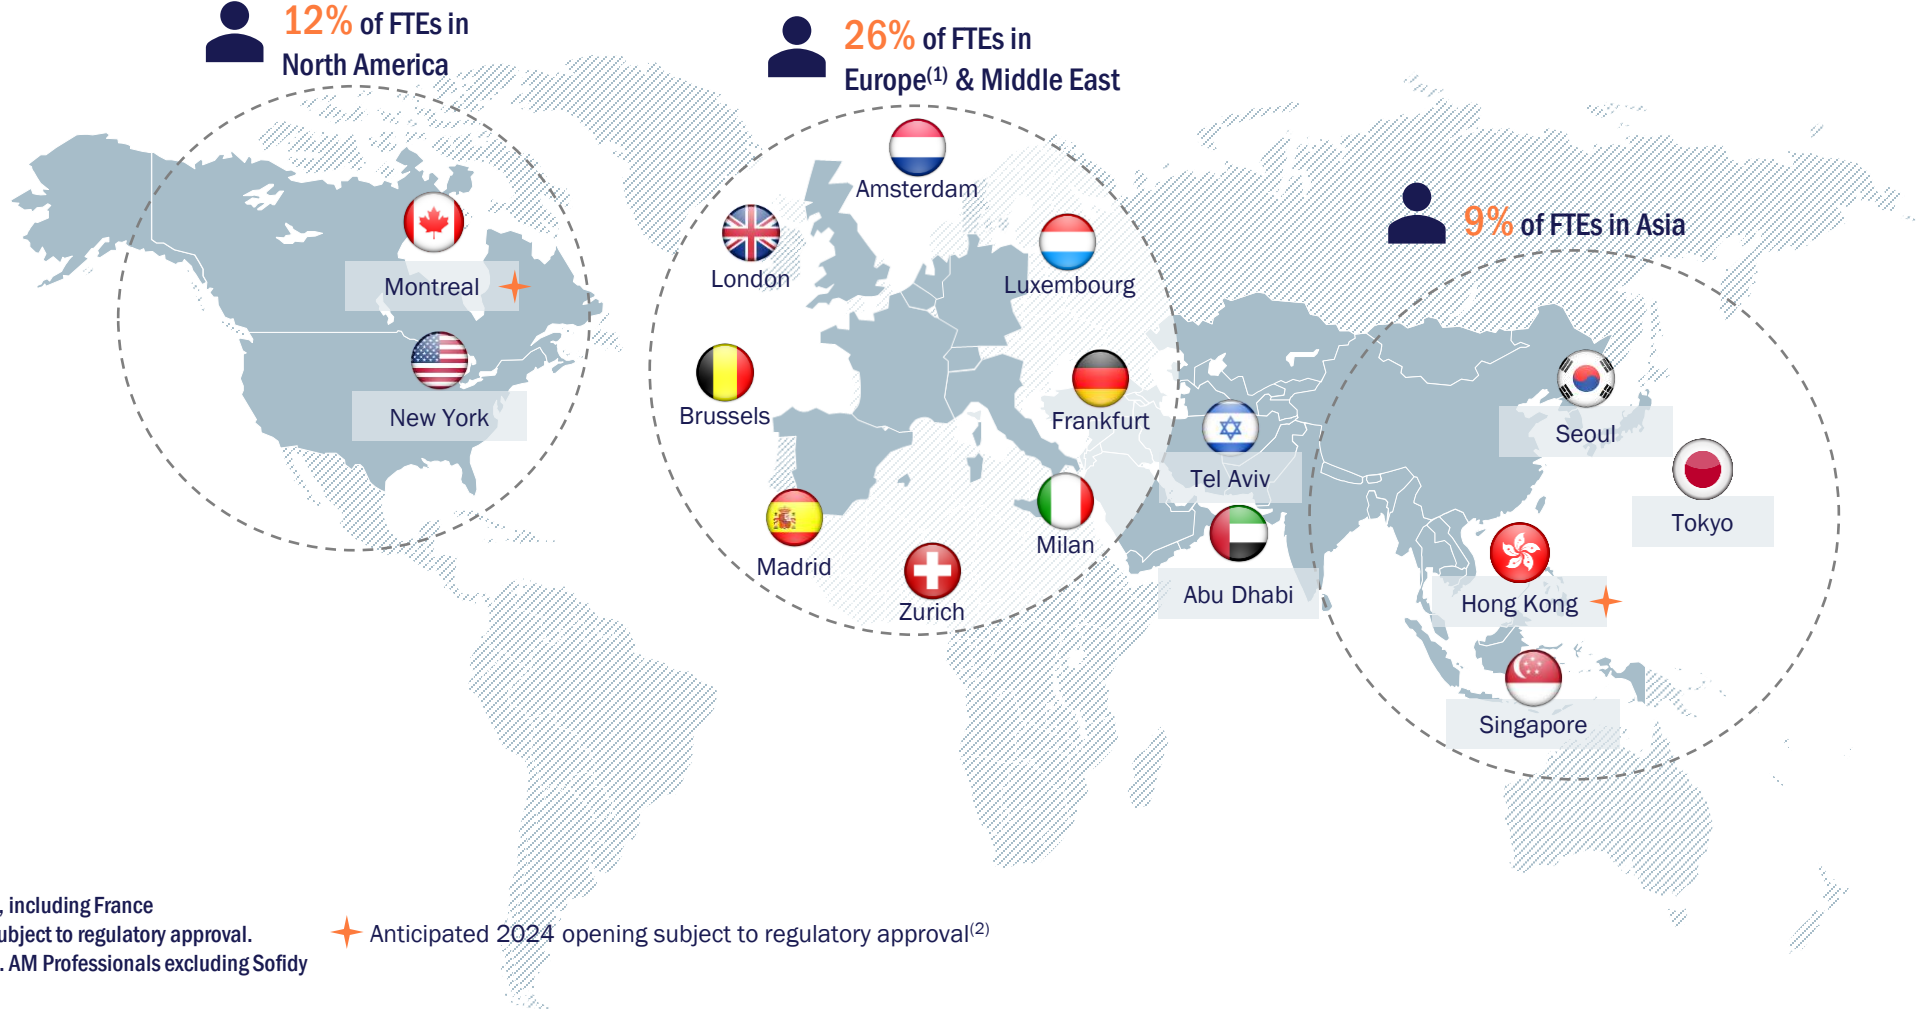 12% of FTEs in
North America
26% of FTEs in
Europe(1) & Middle East
9% of FTEs in Asia
Amsterdam
London
Luxembourg
Montreal
New York
Brussels
Frankfurt
Tel Aviv
Seoul
Tokyo
Madrid
Milan
Zurich
Abu Dhabi
Hong Kong
Singapore
, including France
ubject to regulatory approval.
. AM Professionals excluding Sofidy
Anticipated 2024 opening subject to regulatory approval(2)